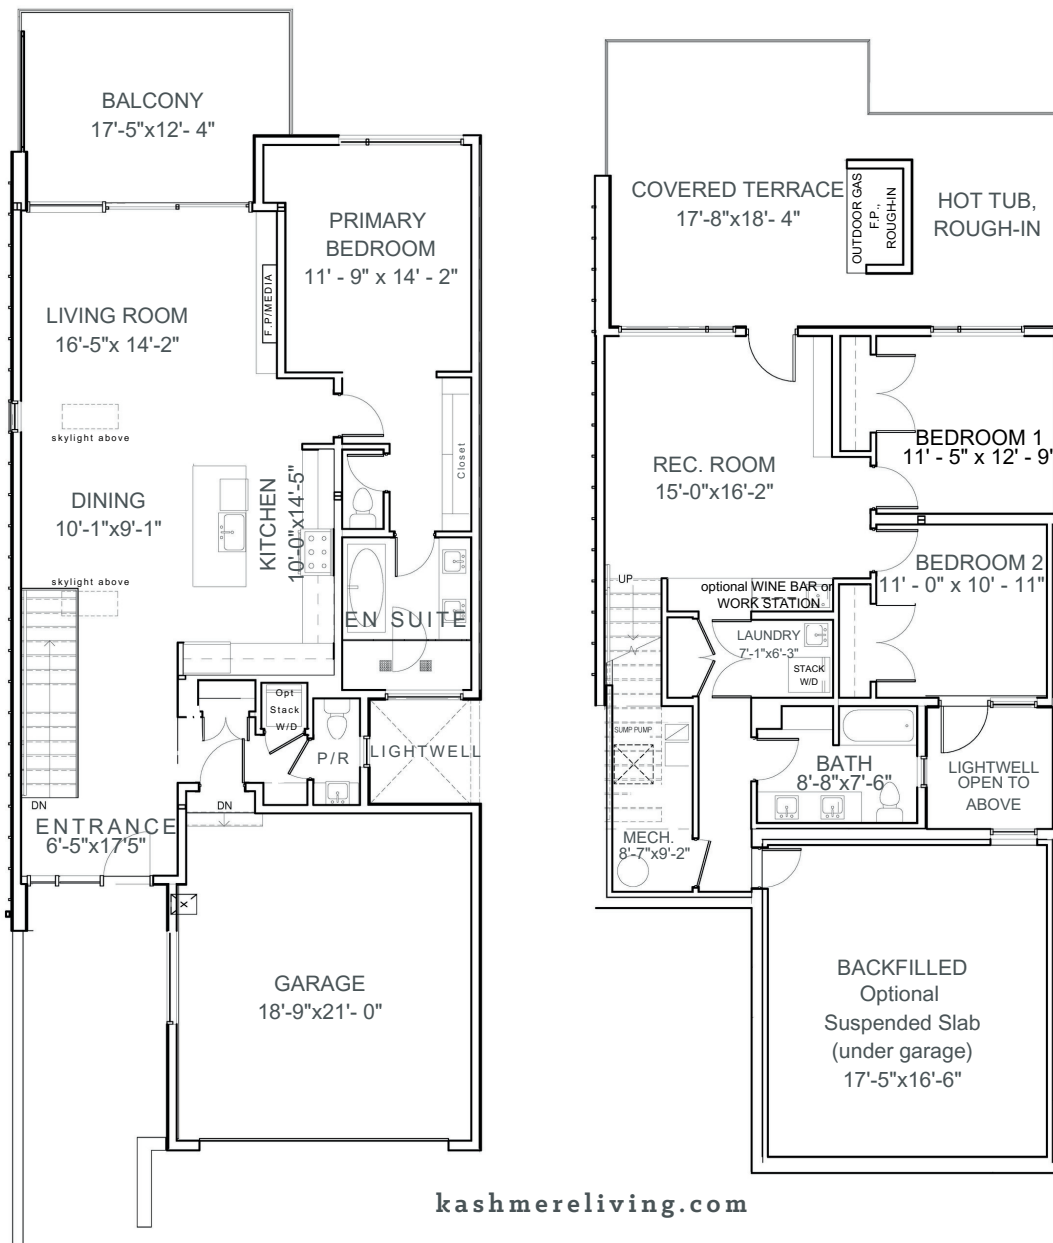 BALCONY
17'-5"x12'- 4"
PRIMARY
BEDROOM
11' - 9" x 14' - 2"
F.P/MEDIA
LIVING ROOM
16'-5"x 14'-2"
skylight above
Closet
DINING
10'-1"x9'-1"
KITCHEN
10'-0"x14'-5"
skylight above
EN SUITE
Opt
Stack
W/D
P/R
LIGHTWELL
DN
DN
ENTRANCE
6'-5"x17'5"
X
GARAGE
18'-9"x21'- 0"
COVERED TERRACE
17'-8"x18'- 4"
OUTDOOR GAS
F.P.,
ROUGH-IN
HOT TUB,
ROUGH-IN
BEDROOM 1
11' - 5" x 12' - 9'
REC. ROOM
15'-0"x16'-2"
BEDROOM 2
11' - 0" x 10' - 11"
UP
optional WINE BAR or
WORK STATION
LAUNDRY
7'-1"x6'-3"
STACK
W/D
SUMP PUMP
BATH
8'-8"x7'-6"
LIGHTWELL
OPEN TO
ABOVE
MECH.
8'-7"x9'-2"
BACKFILLED
Optional
Suspended Slab
(under garage)
17'-5"x16'-6"
kashmereliving.com